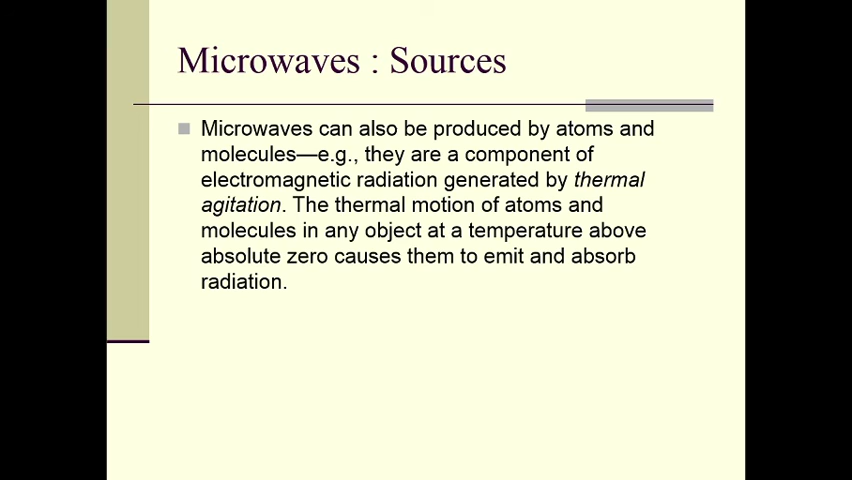 Microwaves : Sources
Microwaves can also be produced by atoms and
molecules—e.g., they are a component of
electromagnetic radiation generated by thermal
agitation. The thermal motion of atoms and
molecules in any object at a temperature above
absolute zero causes them to emit and absorb
radiation.